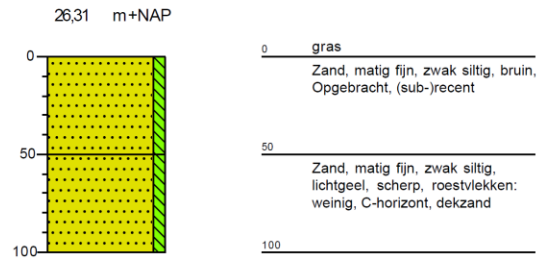 26,31 m+NAP
0
50
100
0 gras
Zand, matig fijn, zwak siltig, bruin,
Opgebracht, (sub-)recent
50
Zand, matig fijn, zwak siltig,
lichtgeel, scherp, roestvlekken:
weinig, C-horizont, dekzand
100